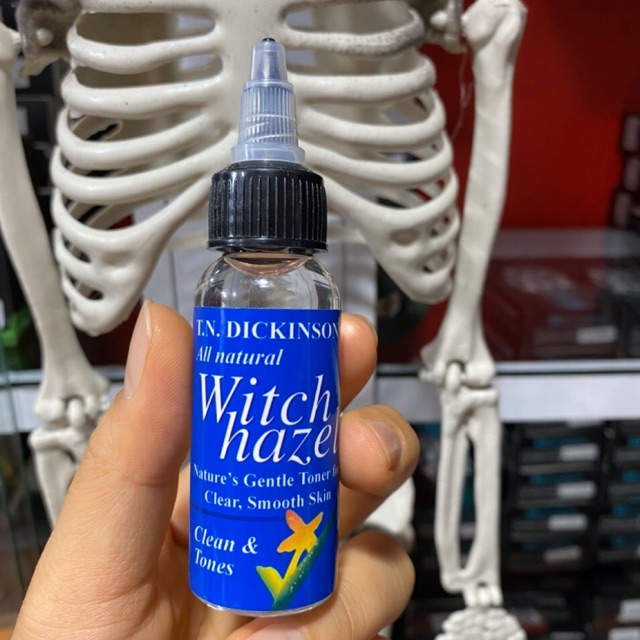 T.N. DICKINSON
All natural
Witch
hazel
Nature's Gentle Toner
Clear, Smooth Skin
Clean &
Tones